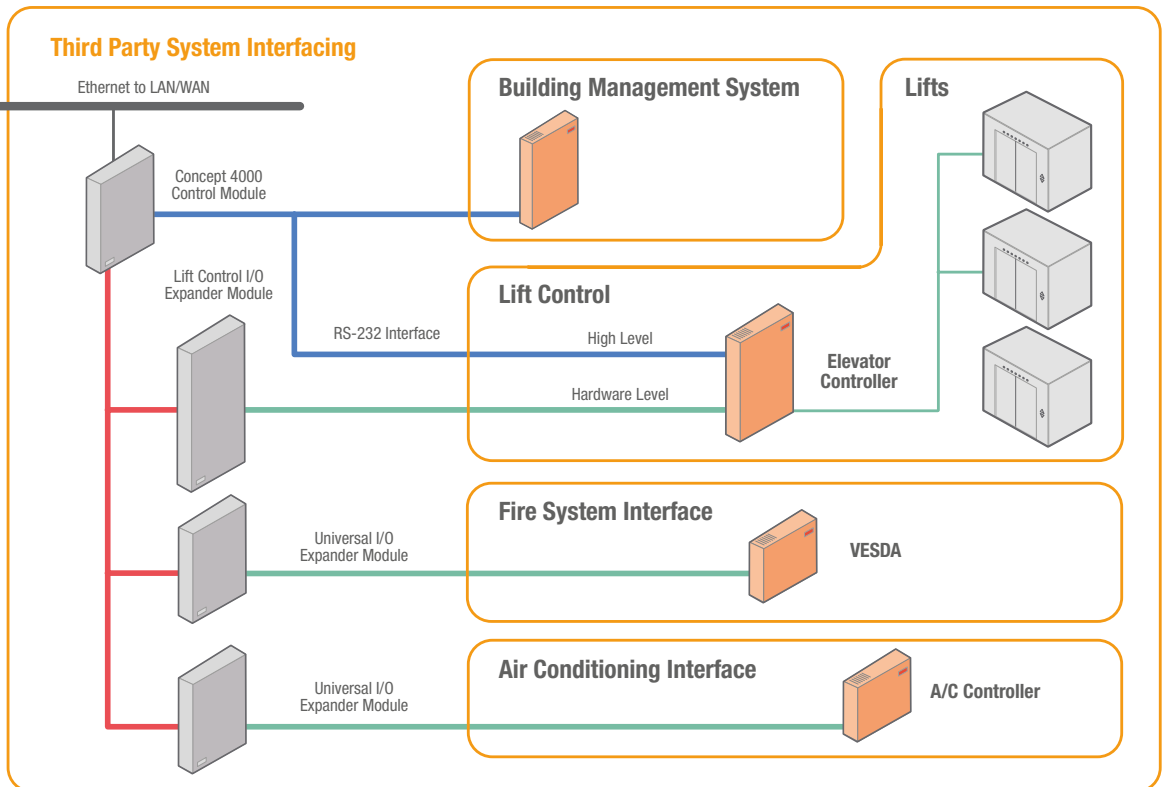 Third Party System Interfacing
Ethernet to LAN/WAN
Building Management System
Lifts
Concept 4000
Control Module
Lift Control I/O
Expander Module
Lift Control
RS-232 Interface
High Level
Elevator
Controller
Hardware Level
Fire System Interface
Universal I/O
Expander Module
VESDA
Air Conditioning Interface
Universal I/O
Expander Module
A/C Controller